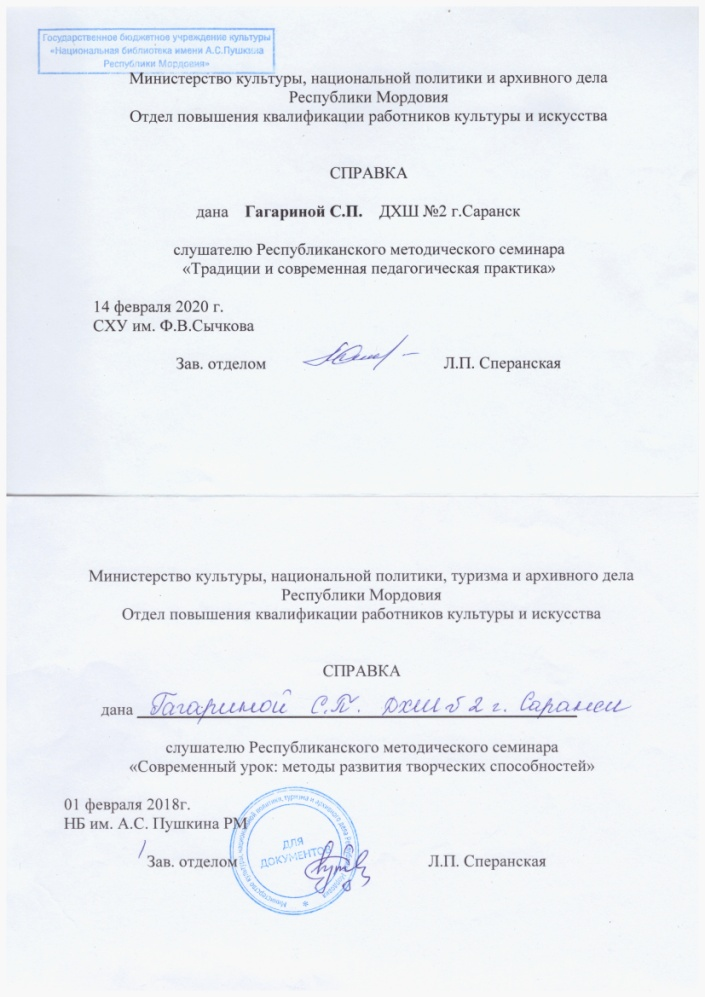 Государственное бюджетное учреждение культуры
«Национальная библиотека имени А.С.Пушкина
Республики Мордовия»
Министерство культуры, национальной политики и архивного дела
Республики Мордовия
Отдел повышения квалификации работников культуры и искусства
СПРАВКА
дана Гагариной С.П. ДХШ №2 г.Саранск
слушателю Республиканского методического семинара
«Традиции и современная педагогическая практика»
14 февраля 2020 г.
СХУ им. Ф.В.Сычкова
Зав. отделом Л.П. Сперанская
Министерство культуры, национальной политики, туризма и архивного дела
Республики Мордовия
Отдел повышения квалификации работников культуры и искусства
СПРАВКА
дана Гагариной С.П. ДХШ №2 г. Саранск
слушателю Республиканского методического семинара
«Современный урок: методы развития творческих способностей»
01 февраля 2018г.
НБ им. А.С. Пушкина РМ
ДЛЯ
ДОКУМЕНТОВ
Зав. отделом Л.П. Сперанская